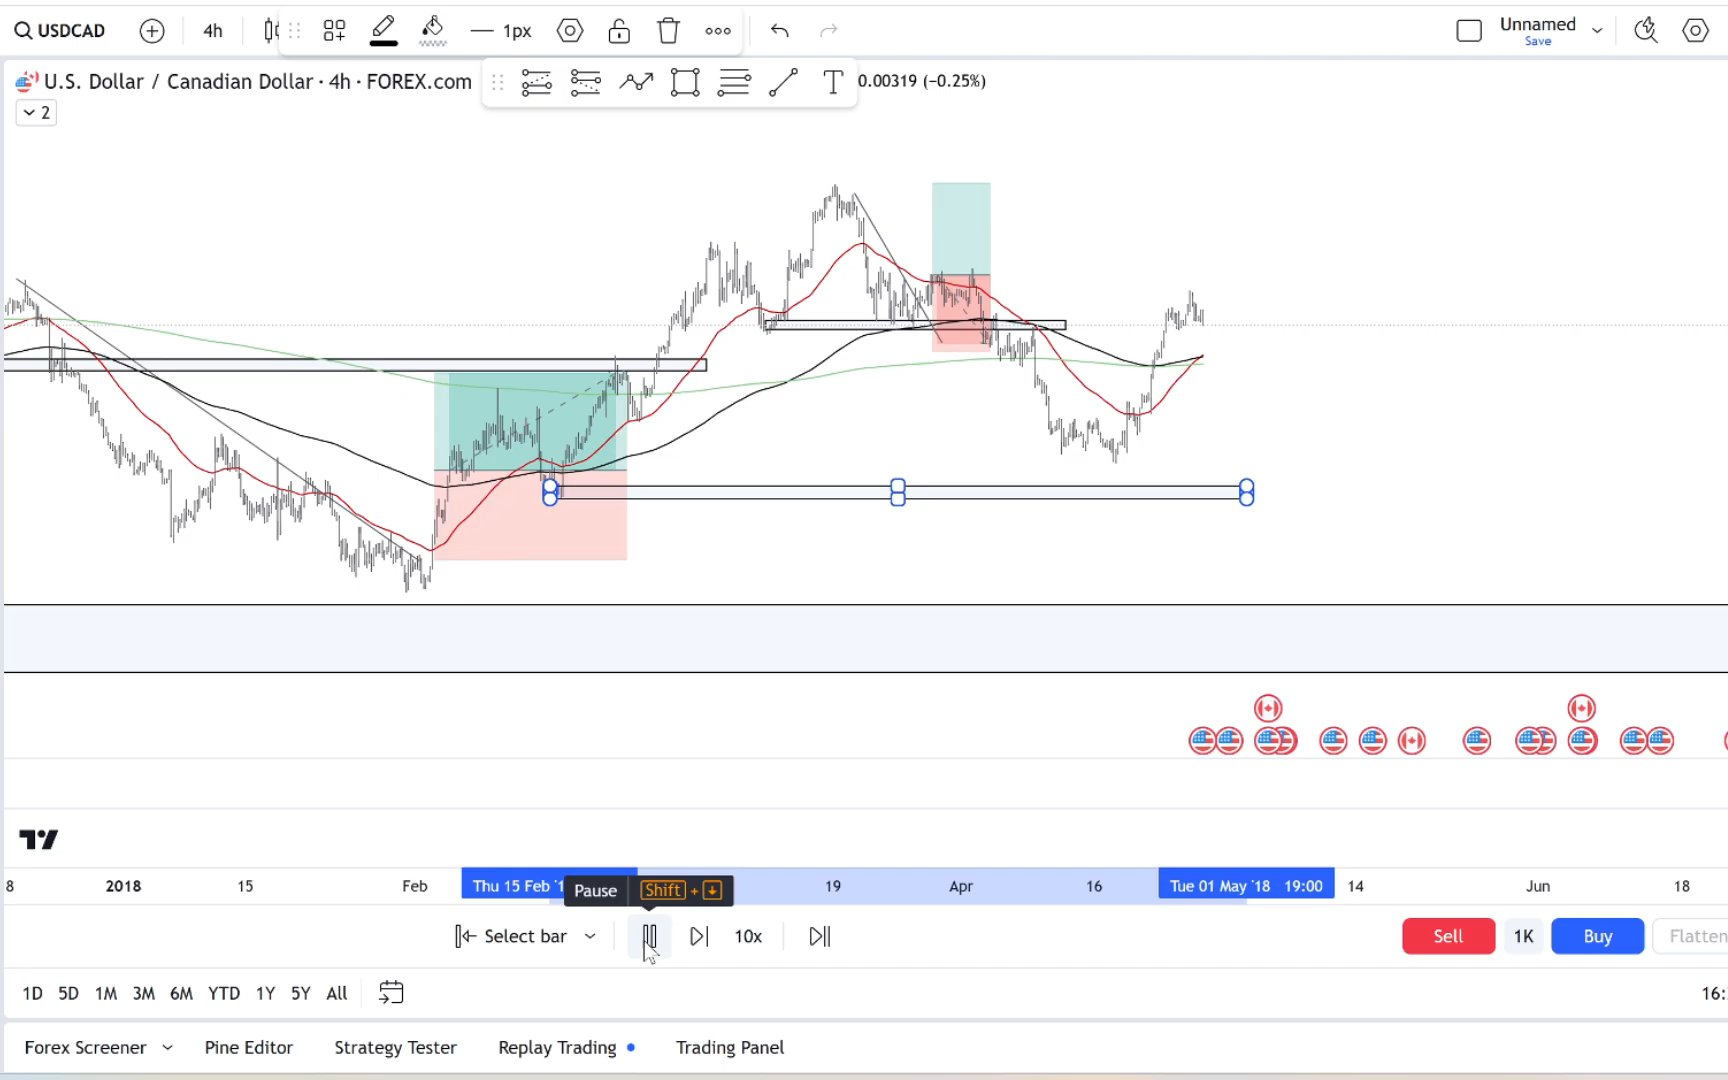 USDCAD 4h 1px Unnamed
Save
U.S. Dollar / Canadian Dollar · 4h · FOREX.com 0.00319 (−0.25%)
2
8 2018 15 Feb Thu 15 Feb '1 19 Apr 16 Tue 01 May '18 19:00 14 Jun 18
Pause Shift +
Select bar 10x Sell 1K Buy Flatten
1D 5D 1M 3M 6M YTD 1Y 5Y All 16:
Forex Screener Pine Editor Strategy Tester Replay Trading Trading Panel